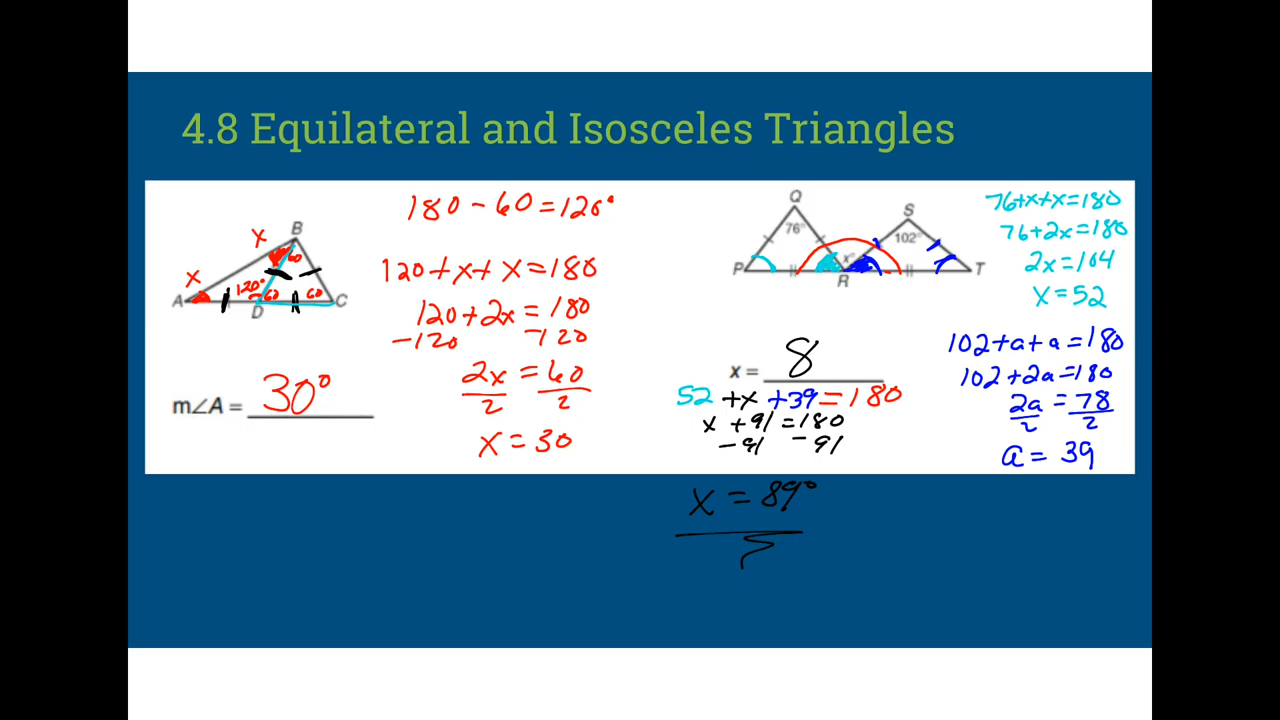 4.8 Equilateral and Isosceles Triangles
B
x
60
x
120°
60
60
A
D
C
m∠A = 30°
180 - 60 = 120°
120 + x + x = 180
120 + 2x = 180
-120 -120
2x = 60
2 2
x = 30
Q
76°
S
102°
P
x°
R
T
x = 8
52 + x + 39 = 180
x + 91 = 180
-91 -91
x = 89°
76 + x + x = 180
76 + 2x = 180
2x = 104
x = 52
102 + a + a = 180
102 + 2a = 180
2a = 78
2 2
a = 39